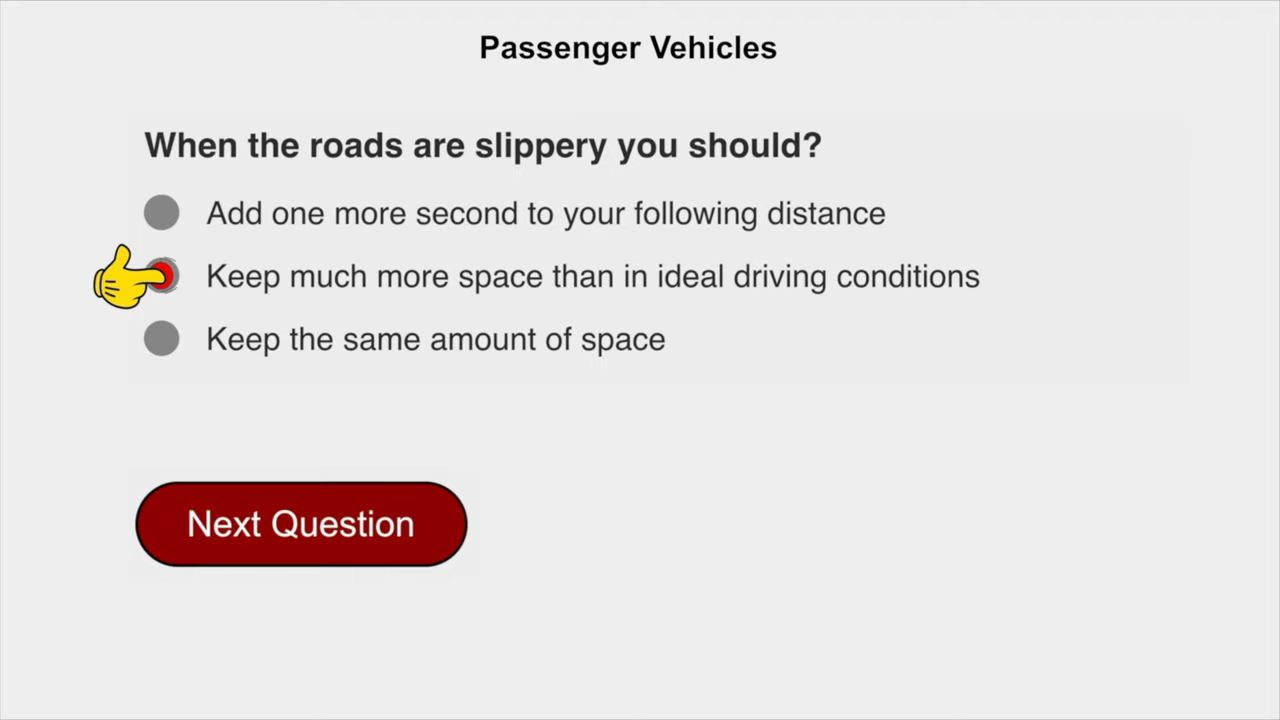 Passenger Vehicles
When the roads are slippery you should?
Add one more second to your following distance
Keep much more space than in ideal driving conditions
Keep the same amount of space
Next Question